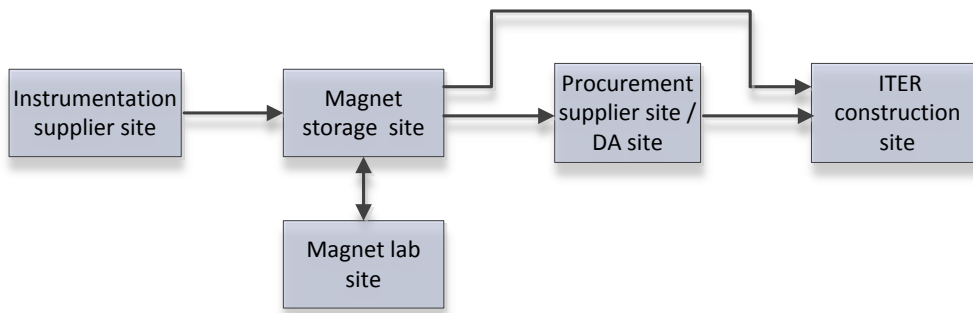 Instrumentation
supplier site
Magnet
storage  site
Procurement
supplier site /
DA site
ITER
construction
site
Magnet lab
site